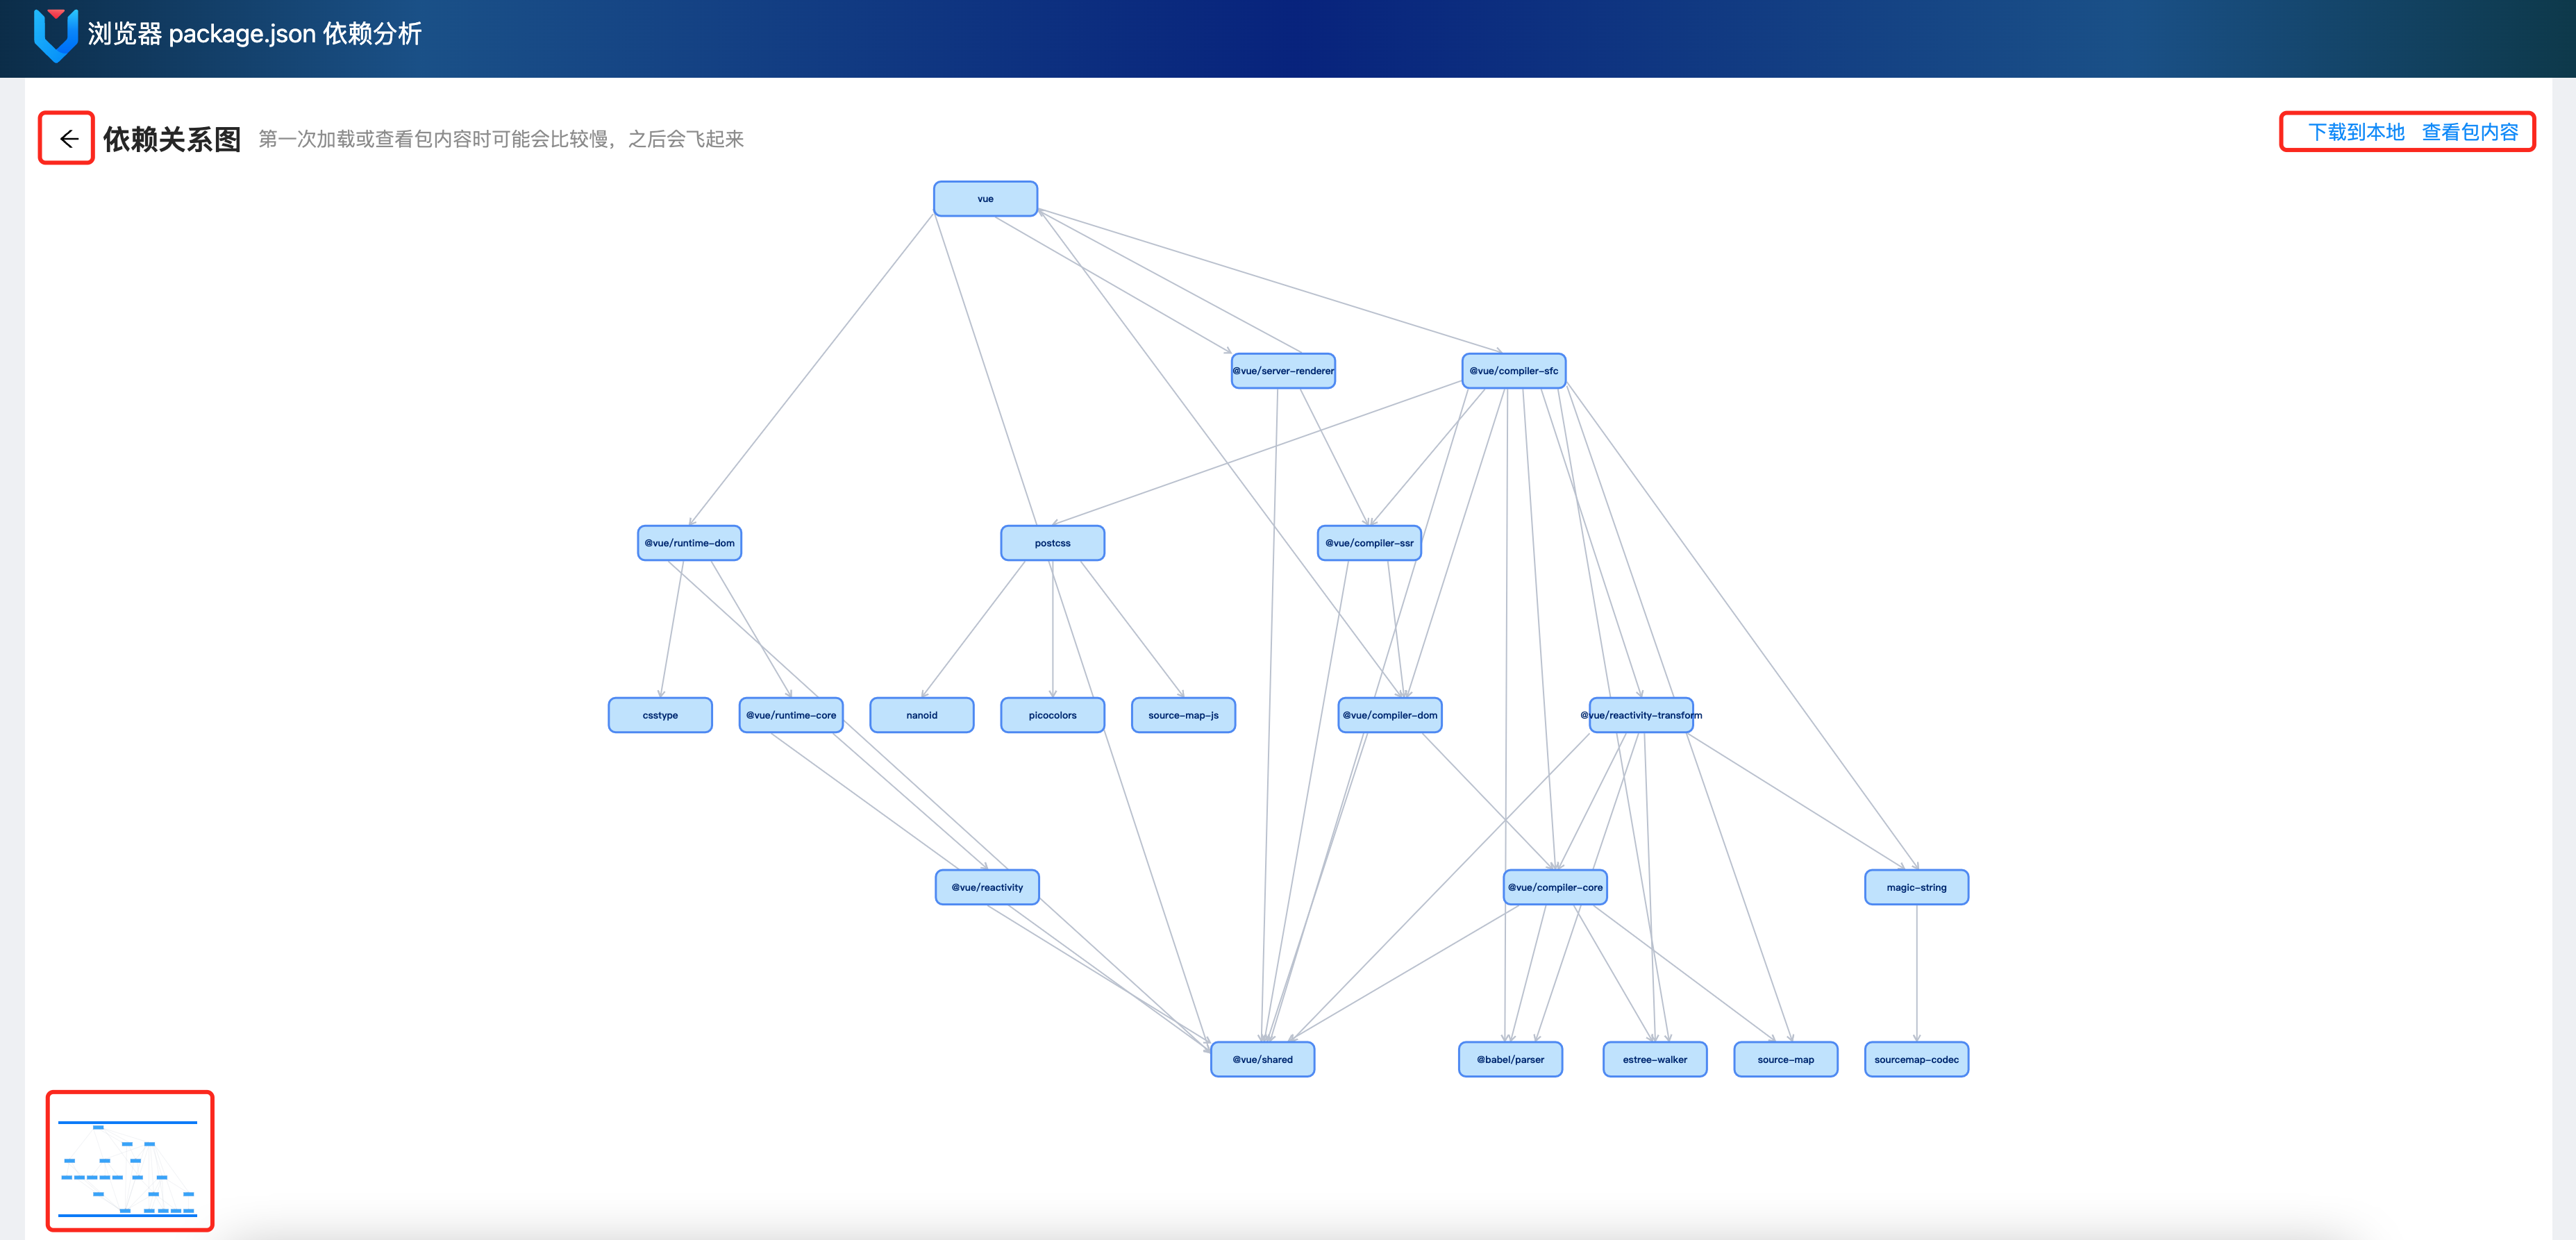 浏览器 package.json 依赖分析
依赖关系图 第一次加载或查看包内容时可能会比较慢，之后会飞起来
下载到本地 查看包内容
vue
@vue/server-renderer
@vue/compiler-sfc
@vue/runtime-dom
postcss
@vue/compiler-ssr
csstype
@vue/runtime-core
nanoid
picocolors
source-map-js
@vue/compiler-dom
@vue/reactivity-transform
@vue/reactivity
@vue/compiler-core
magic-string
@vue/shared
@babel/parser
estree-walker
source-map
sourcemap-codec